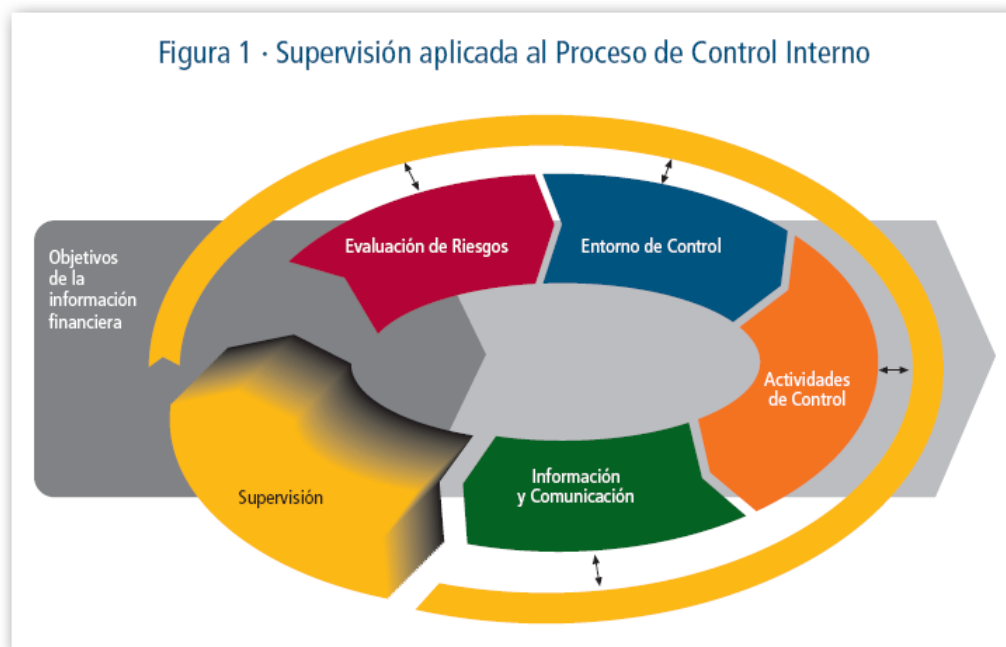 Figura 1 · Supervisión aplicada al Proceso de Control Interno
Objetivos
de la
información
financiera
Evaluación de Riesgos
Entorno de Control
Actividades
de Control
Información
y Comunicación
Supervisión